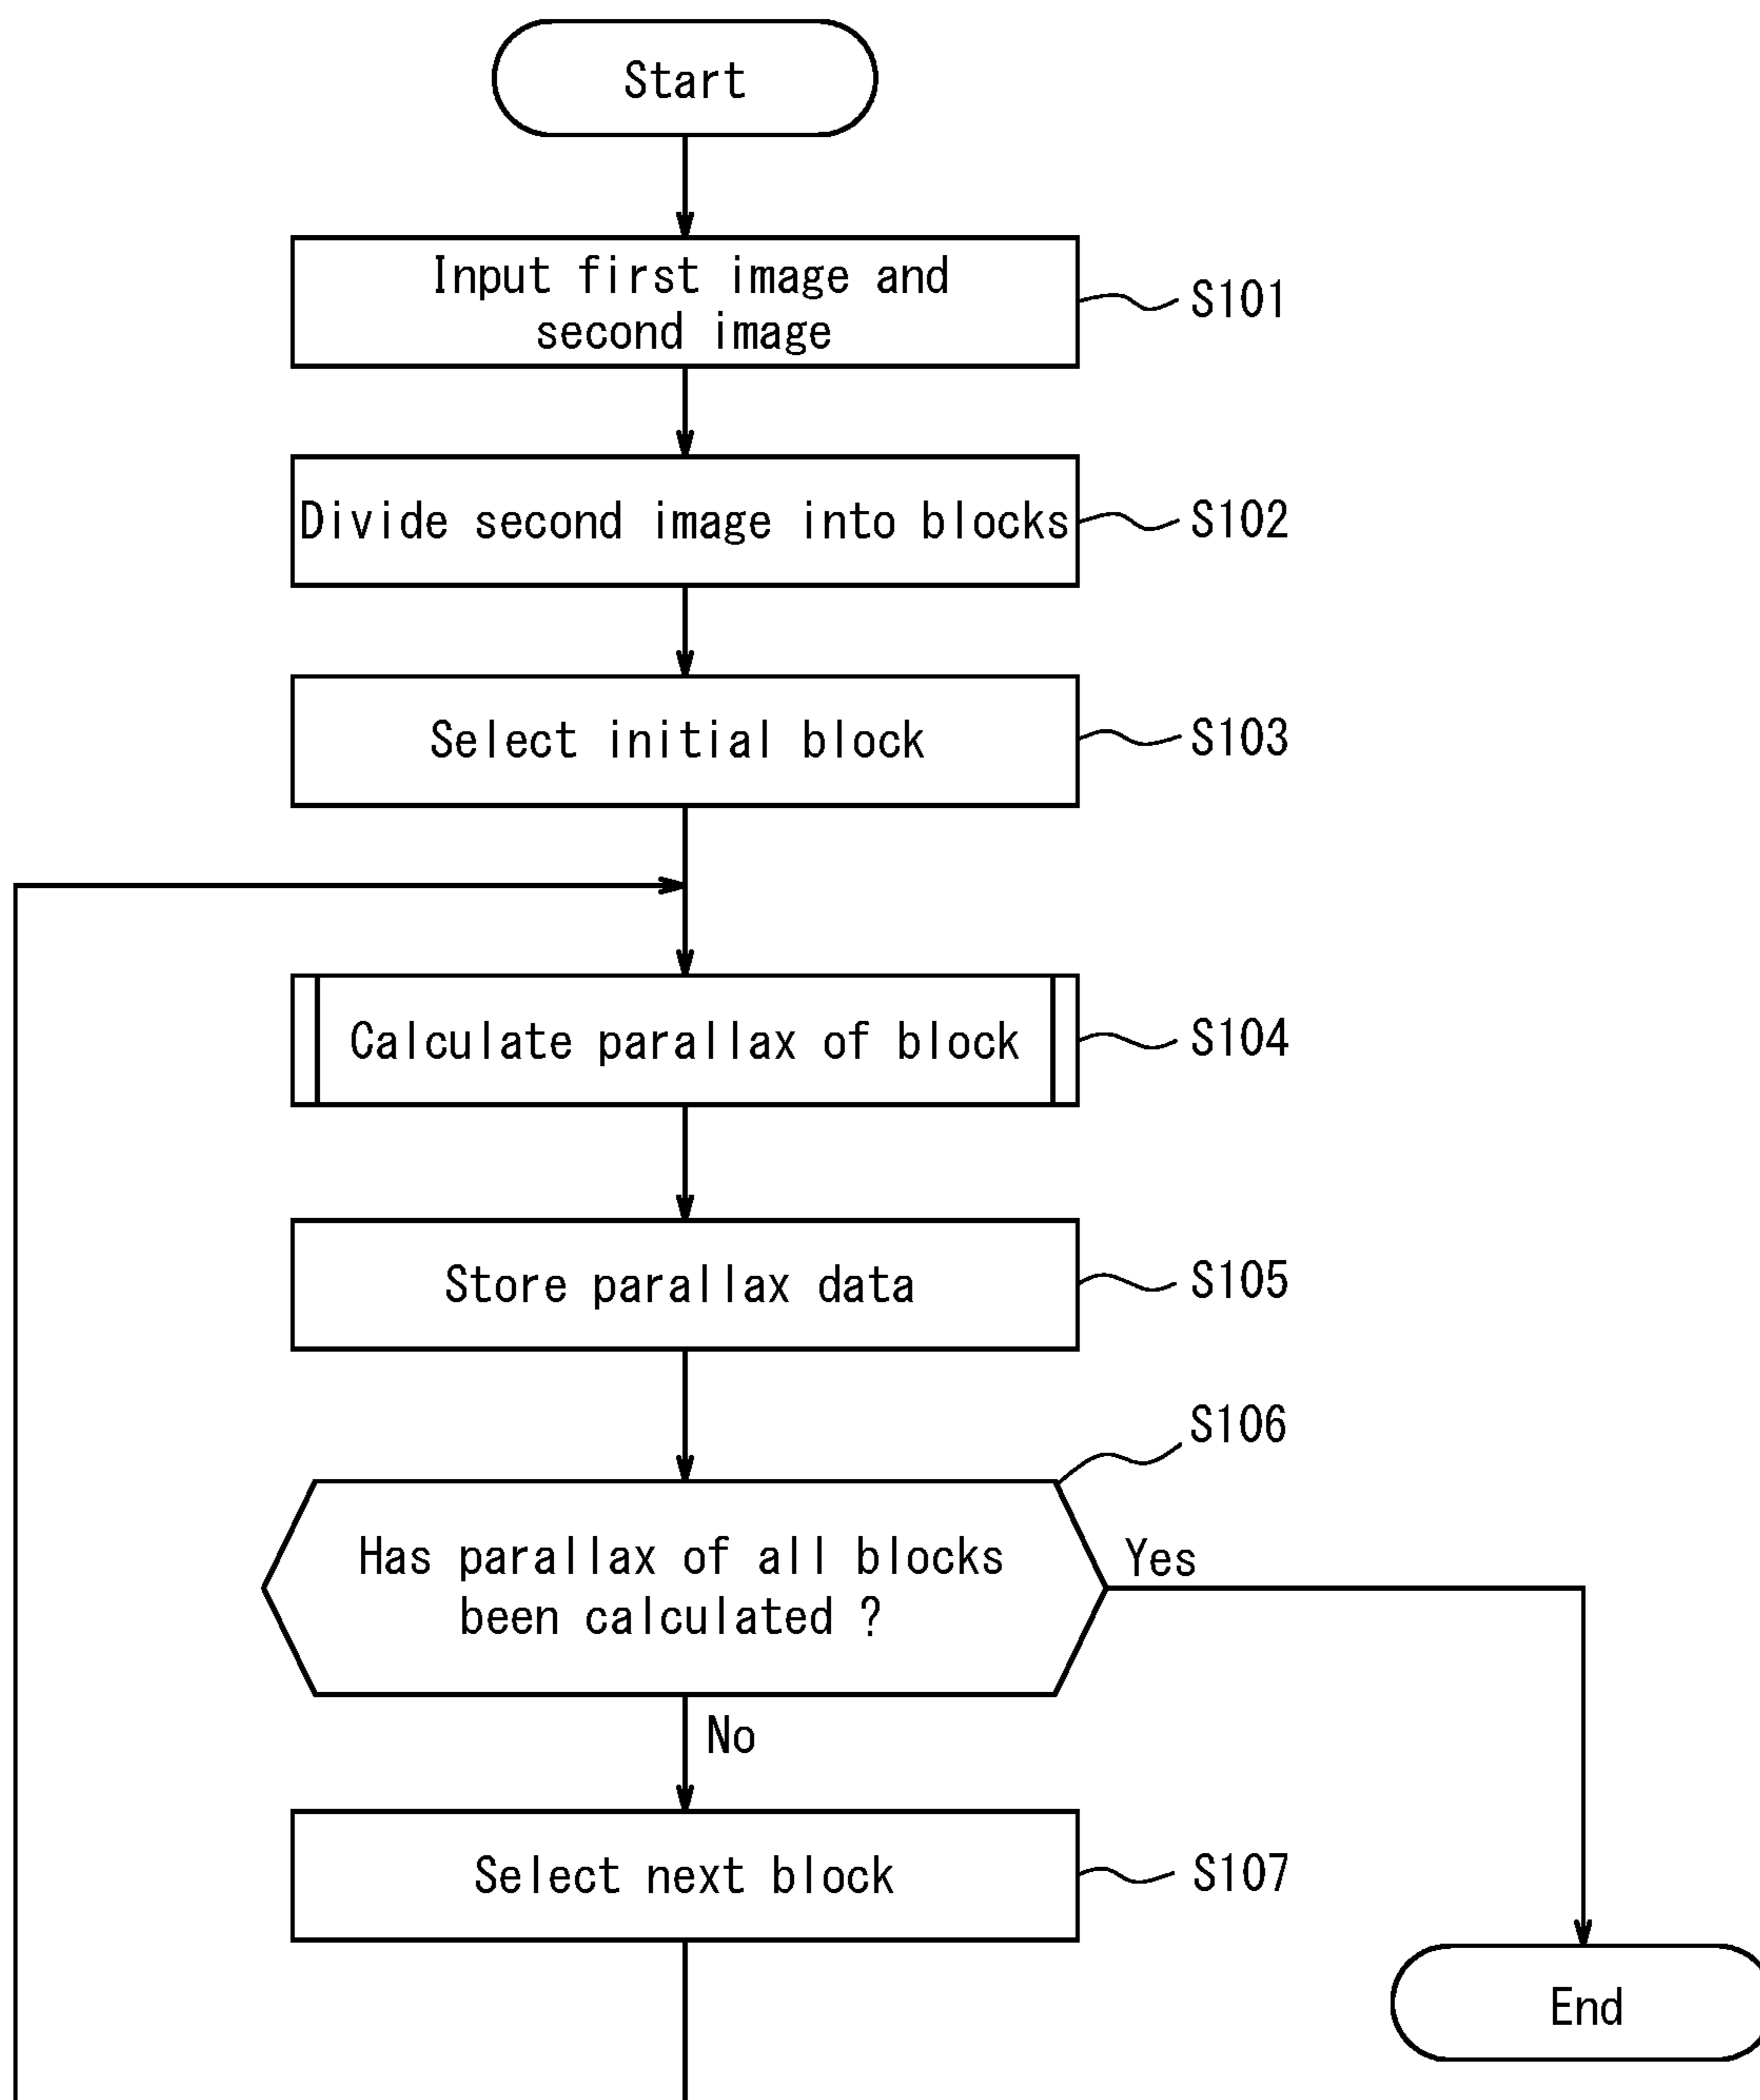 Start
Input first image and
second image
S101
Divide second image into blocks
S102
Select initial block
S103
Calculate parallax of block
S104
Store parallax data
S105
S106
Has parallax of all blocks
been calculated ?
Yes
No
Select next block
S107
End